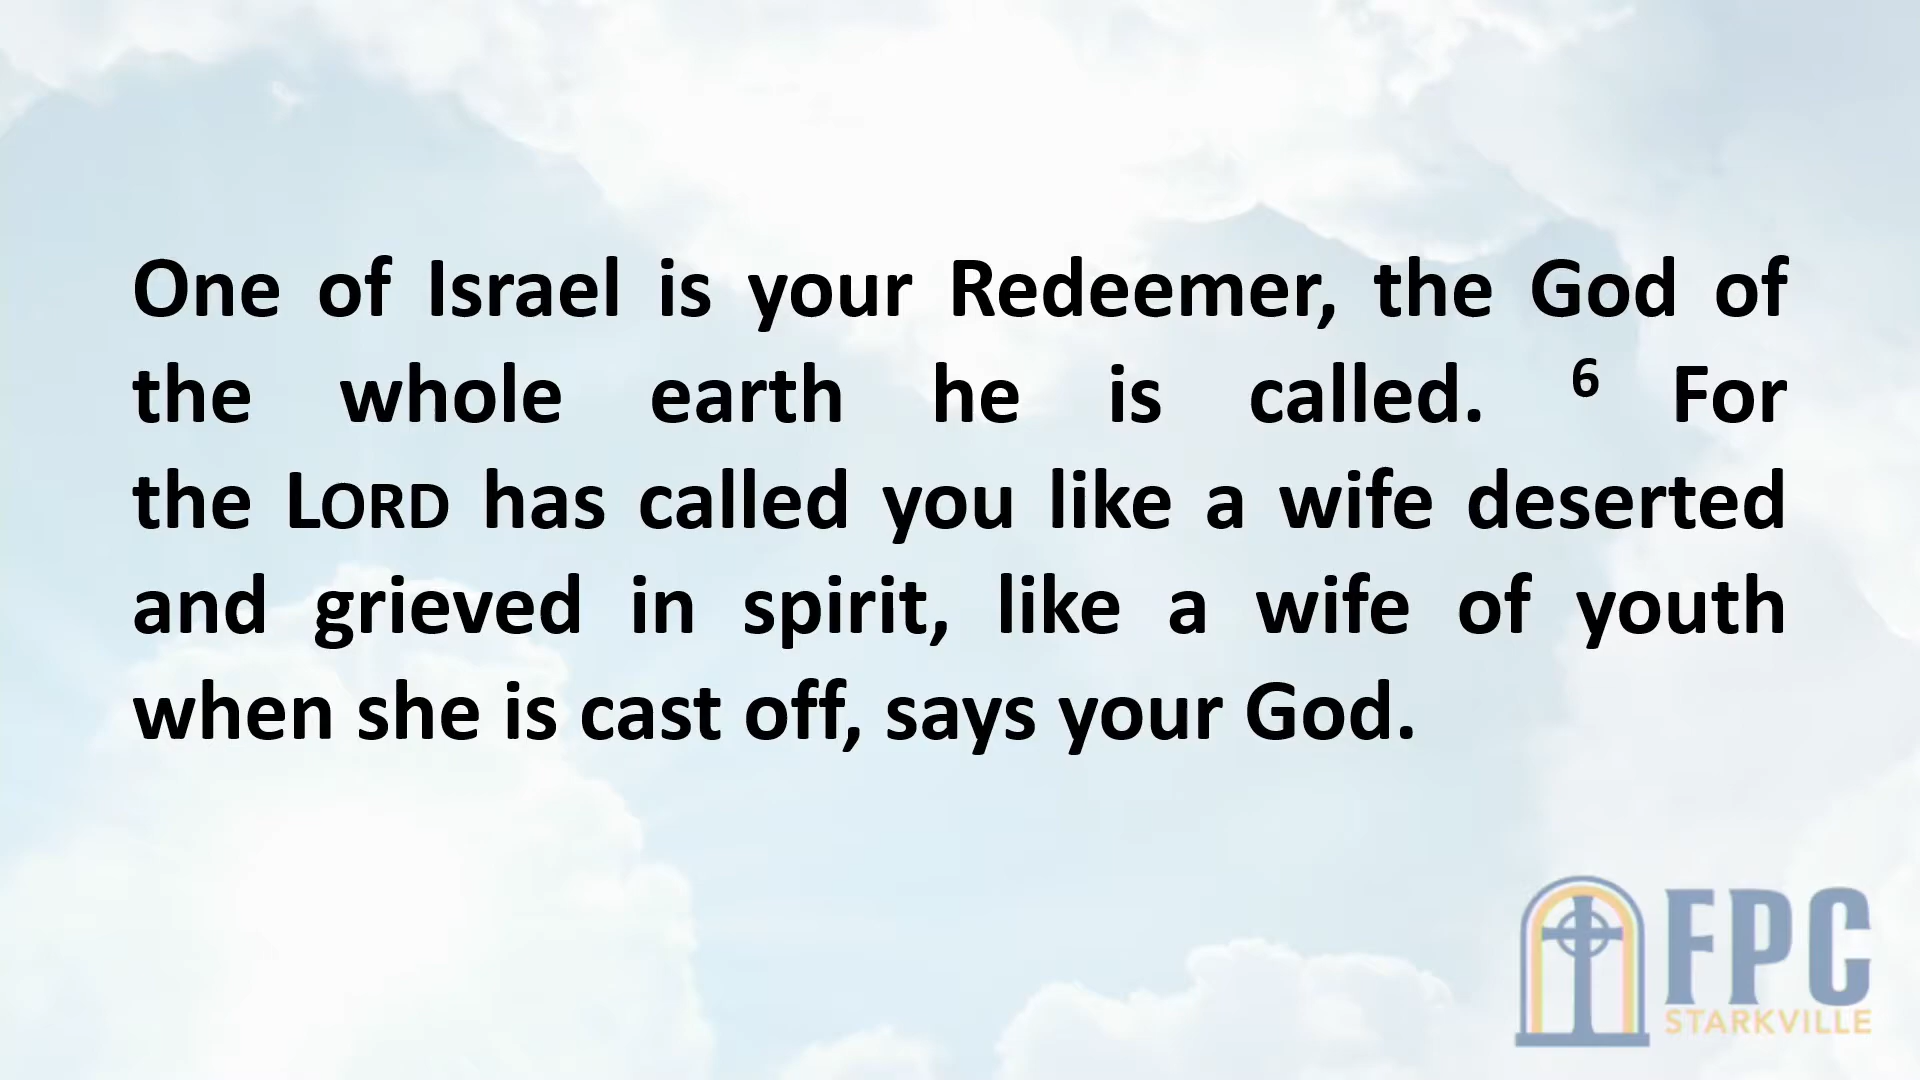 One of Israel is your Redeemer, the God of
the whole earth he is called. ⁶ For
the LORD has called you like a wife deserted
and grieved in spirit, like a wife of youth
when she is cast off, says your God.
FPC
STARKVILLE